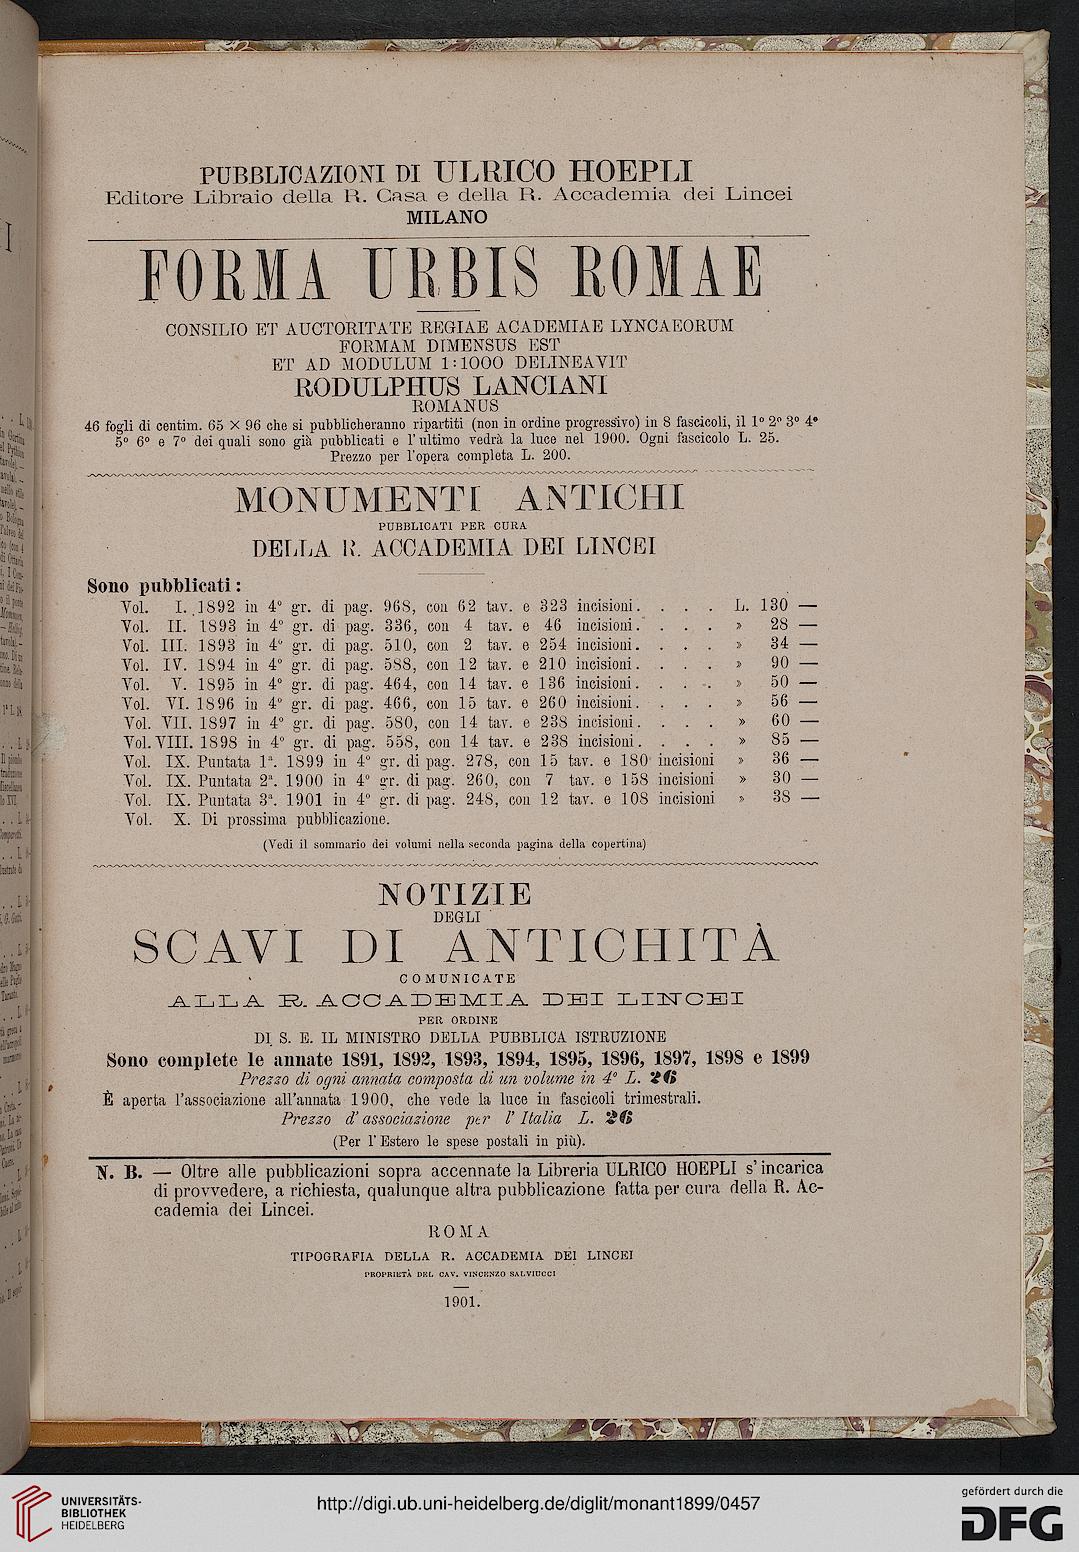 PUBBLICAZIONI DI ULRICO HOEPLI
Editore Libraio della R. Casa e della R. Accademia dei Lincei
MILANO
FORMA URBIS ROMAE
CONSILIO ET AUCTORITATE REGIAE ACADEMIAE LYNCAEORUM
FORMAM DIMENSUS EST
ET AD MODULUM 1:1000 DELINEAVIT
RODULPHUS LANCIANI
ROMANUS
46 fogli di centim. 65 × 96 che si pubblicheranno ripartiti (non in ordine progressivo) in 8 fascicoli, il 1º 2º 3º 4º
5º 6º e 7º dei quali sono già pubblicati e l'ultimo vedrà la luce nel 1900. Ogni fascicolo L. 25.
Prezzo per l'opera completa L. 200.
MONUMENTI ANTICHI
PUBBLICATI PER CURA
DELLA R. ACCADEMIA DEI LINCEI
Sono pubblicati:
Vol. I. 1892 in 4º gr. di pag. 968, con 62 tav. e 323 incisioni. . . . . L. 130 —
Vol. II. 1893 in 4º gr. di pag. 336, con 4 tav. e 46 incisioni. . . . . » 28 —
Vol. III. 1893 in 4º gr. di pag. 510, con 2 tav. e 254 incisioni. . . . . » 34 —
Vol. IV. 1894 in 4º gr. di pag. 588, con 12 tav. e 210 incisioni. . . . . » 90 —
Vol. V. 1895 in 4º gr. di pag. 464, con 14 tav. e 136 incisioni. . . . . » 50 —
Vol. VI. 1896 in 4º gr. di pag. 466, con 15 tav. e 260 incisioni. . . . . » 56 —
Vol. VII. 1897 in 4º gr. di pag. 580, con 14 tav. e 238 incisioni. . . . . » 60 —
Vol. VIII. 1898 in 4º gr. di pag. 558, con 14 tav. e 238 incisioni. . . . . » 85 —
Vol. IX. Puntata 1ª. 1899 in 4º gr. di pag. 278, con 15 tav. e 180 incisioni » 36 —
Vol. IX. Puntata 2ª. 1900 in 4º gr. di pag. 260, con 7 tav. e 158 incisioni » 30 —
Vol. IX. Puntata 3ª. 1901 in 4º gr. di pag. 248, con 12 tav. e 108 incisioni » 38 —
Vol. X. Di prossima pubblicazione.
(Vedi il sommario dei volumi nella seconda pagina della copertina)
NOTIZIE
DEGLI
SCAVI DI ANTICHITÀ
COMUNICATE
ALLA R. ACCADEMIA DEI LINCEI
PER ORDINE
DI S. E. IL MINISTRO DELLA PUBBLICA ISTRUZIONE
Sono complete le annate 1891, 1892, 1893, 1894, 1895, 1896, 1897, 1898 e 1899
Prezzo di ogni annata composta di un volume in 4º L. 26
È aperta l'associazione all'annata 1900, che vede la luce in fascicoli trimestrali.
Prezzo d'associazione per l'Italia L. 26
(Per l'Estero le spese postali in più).
N. B. — Oltre alle pubblicazioni sopra accennate la Libreria ULRICO HOEPLI s'incarica
di provvedere, a richiesta, qualunque altra pubblicazione fatta per cura della R. Ac-
cademia dei Lincei.
ROMA
TIPOGRAFIA DELLA R. ACCADEMIA DEI LINCEI
PROPRIETÀ DEL CAV. VINCENZO SALVIUCCI
1901.
UNIVERSITÄTS-
BIBLIOTHEK
HEIDELBERG
http://digi.ub.uni-heidelberg.de/diglit/monant1899/0457
gefördert durch die
DFG